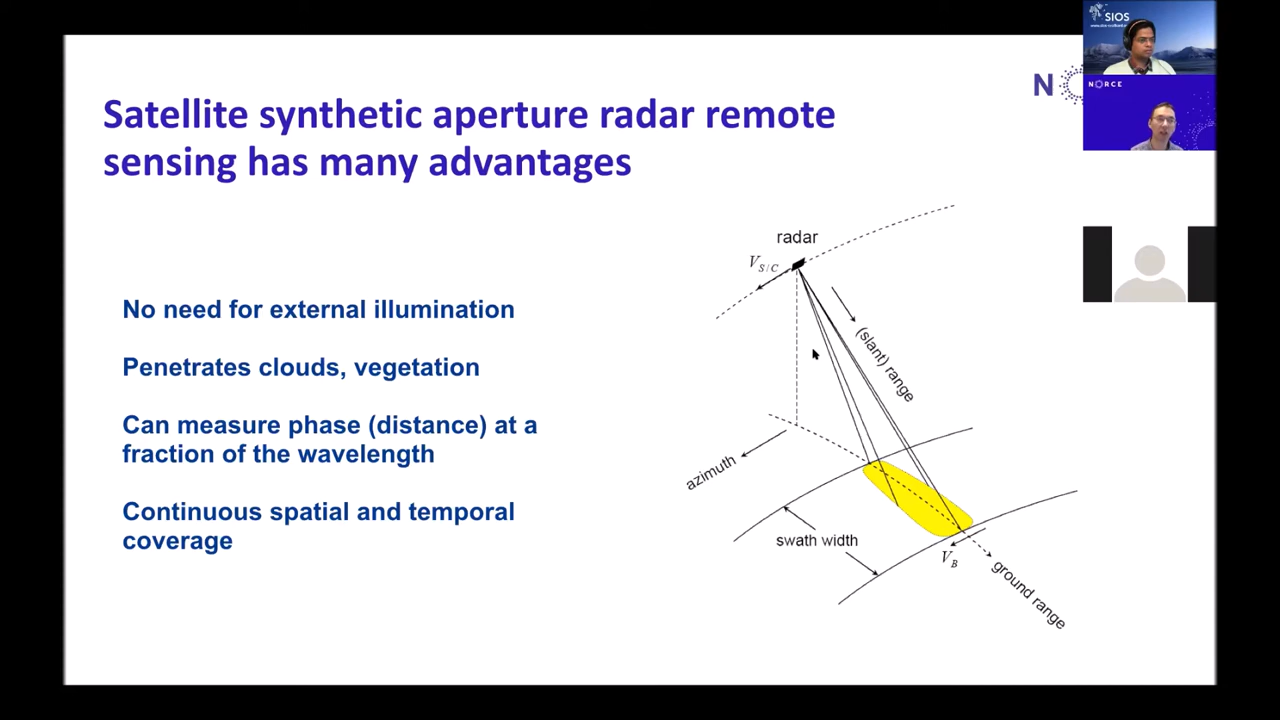 SIOS
N
NORCE
Satellite synthetic aperture radar remote
sensing has many advantages
radar
V_{S/C}
No need for external illumination
(slant) range
Penetrates clouds, vegetation
Can measure phase (distance) at a
fraction of the wavelength
azimuth
Continuous spatial and temporal
coverage
swath width
V_B
ground range